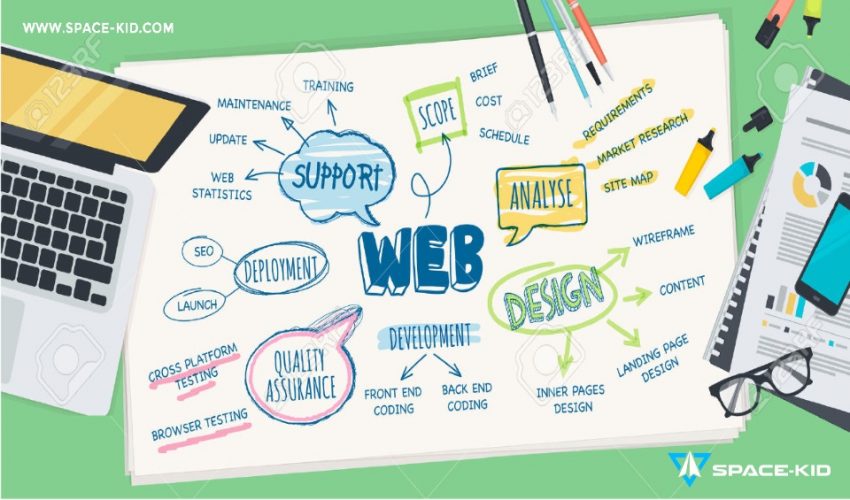 WWW.SPACE-KID.COM
TRAINING
MAINTENANCE
UPDATE
WEB
STATISTICS
SUPPORT
SCOPE
BRIEF
COST
SCHEDULE
REQUIREMENTS
MARKET RESEARCH
SITE MAP
ANALYSE
WEB
SEO
LAUNCH
DEPLOYMENT
DESIGN
WIREFRAME
CONTENT
LANDING PAGE
DESIGN
INNER PAGES
DESIGN
DEVELOPMENT
FRONT END
CODING
BACK END
CODING
QUALITY
ASSURANCE
CROSS PLATFORM
TESTING
BROWSER TESTING
SPACE-KID
123RF